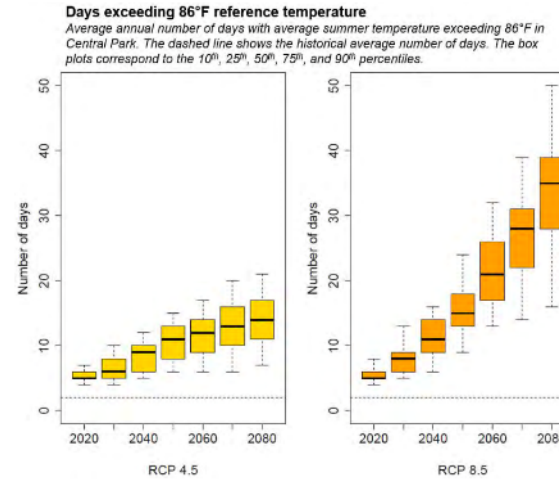 Days exceeding 86°F reference temperature
Average annual number of days with average summer temperature exceeding 86°F in
Central Park. The dashed line shows the historical average number of days. The box
plots correspond to the 10th, 25th, 50th, 75th, and 90th percentiles.
50
40
30
20
10
0
Number of days
2020 2040 2060 2080
RCP 4.5
50
40
30
20
10
0
Number of days
2020 2040 2060 208
RCP 8.5